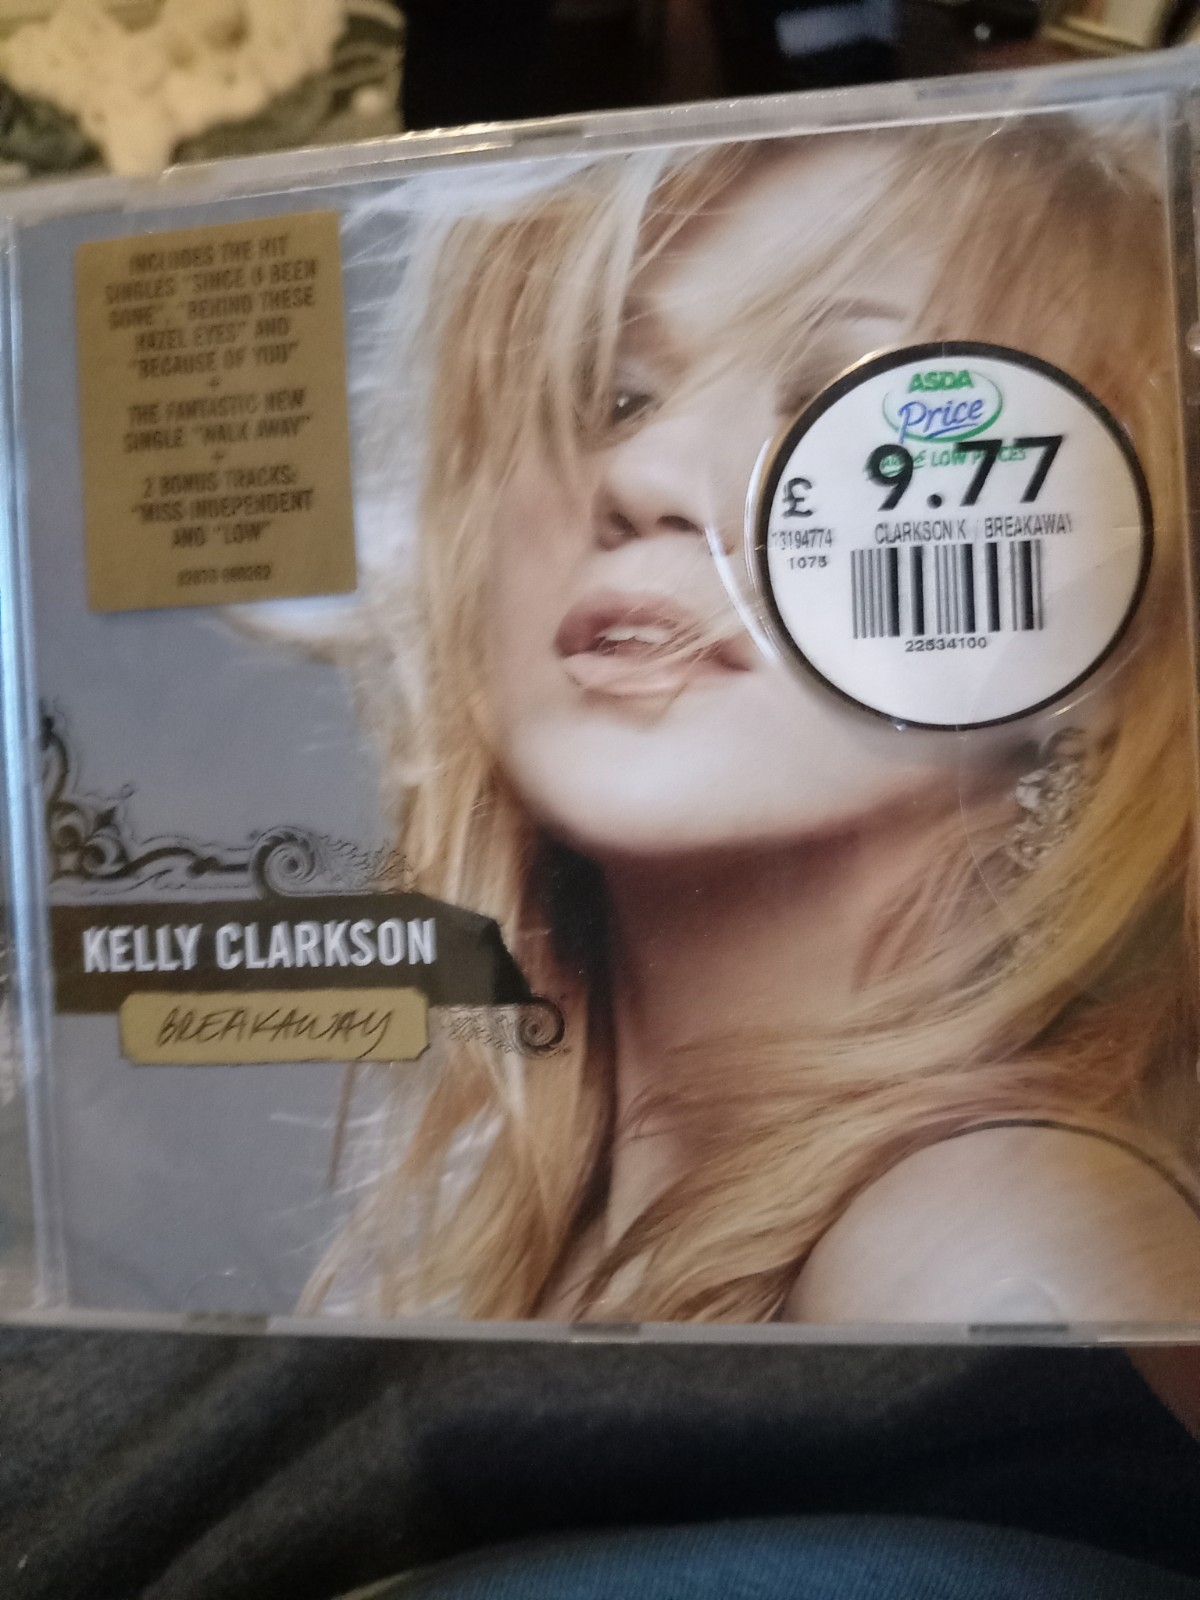 INCLUDES THE HIT
SINGLES "SINCE U BEEN
GONE", "BEHIND THESE
HAZEL EYES" AND
"BECAUSE OF YOU"
+
THE FANTASTIC NEW
SINGLE "WALK AWAY"
+
2 BONUS TRACKS:
"MISS INDEPENDENT
AND "LOW"
ASDA
Price
LOW PRICES
£ 9.77
13194774
CLARKSON K BREAKAWAY
1075
22534100
KELLY CLARKSON
BREAKAWAY